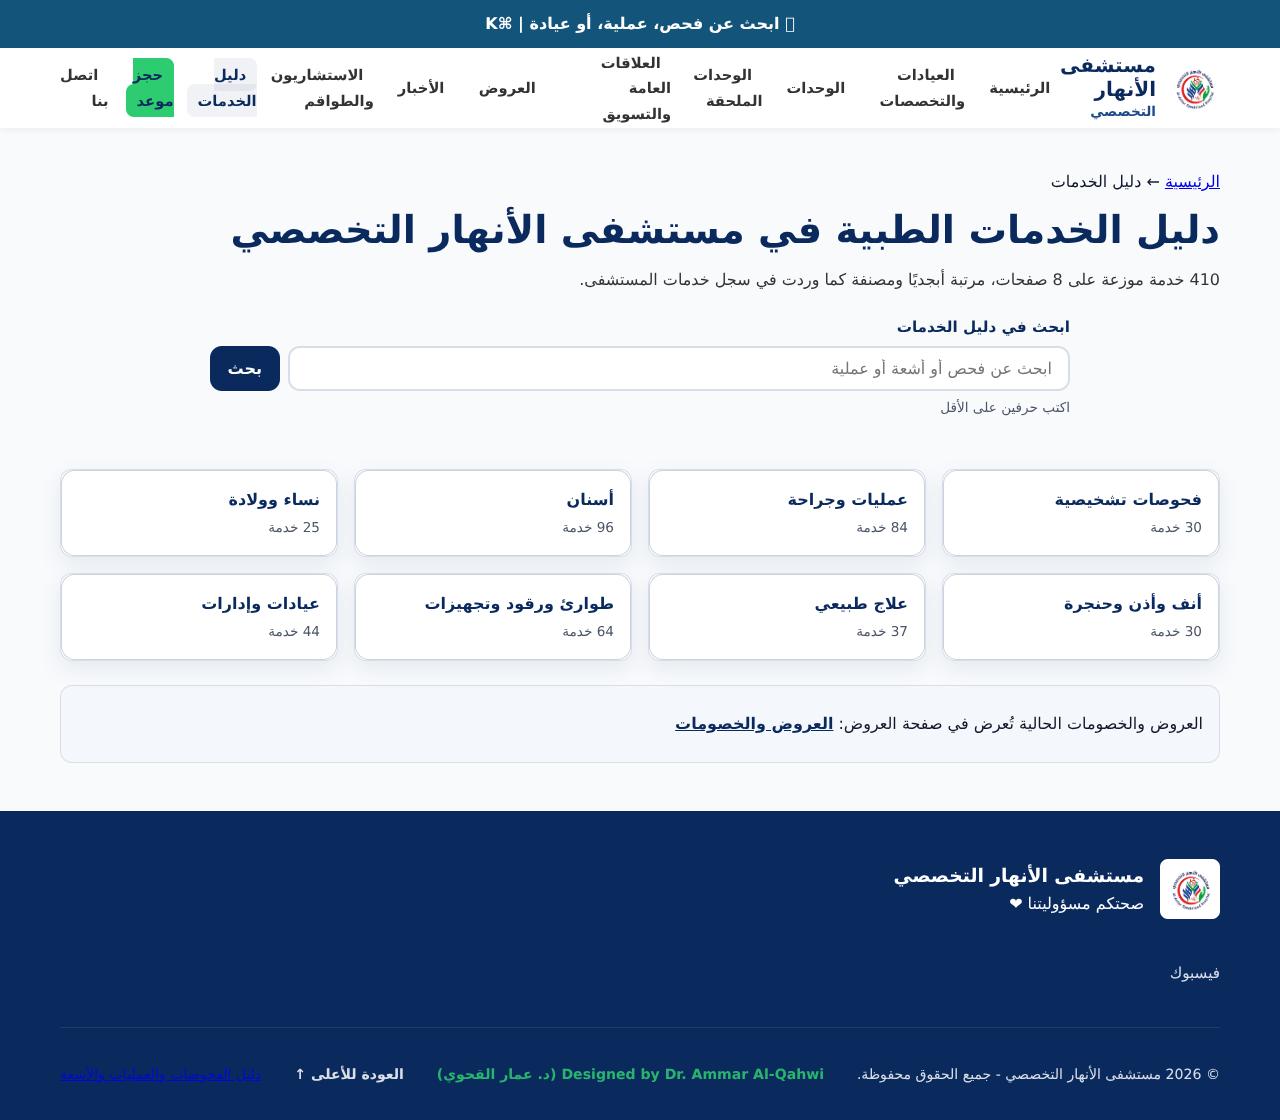 ابحث عن فحص، عملية، أو عيادة | ⌘K
مستشفى الأنهار التخصصي
الرئيسية
العيادات والتخصصات
الوحدات
الوحدات الملحقة
العلاقات العامة والتسويق
العروض
الأخبار
الاستشاريون والطواقم
دليل الخدمات
حجز موعد
اتصل بنا
الرئيسية ← دليل الخدمات
دليل الخدمات الطبية في مستشفى الأنهار التخصصي
410 خدمة موزعة على 8 صفحات، مرتبة أبجديًا ومصنفة كما وردت في سجل خدمات المستشفى.
ابحث في دليل الخدمات
ابحث عن فحص أو أشعة أو عملية
بحث
اكتب حرفين على الأقل
فحوصات تشخيصية
30 خدمة
عمليات وجراحة
84 خدمة
أسنان
96 خدمة
نساء وولادة
25 خدمة
أنف وأذن وحنجرة
30 خدمة
علاج طبيعي
37 خدمة
طوارئ ورقود وتجهيزات
64 خدمة
عيادات وإدارات
44 خدمة
العروض والخصومات الحالية تُعرض في صفحة العروض: العروض والخصومات
مستشفى الأنهار التخصصي
صحتكم مسؤوليتنا ❤
فيسبوك
© 2026 مستشفى الأنهار التخصصي - جميع الحقوق محفوظة.
Designed by Dr. Ammar Al-Qahwi (د. عمار القحوي)
العودة للأعلى ↑
دليل الفحوصات والعمليات والأشعة